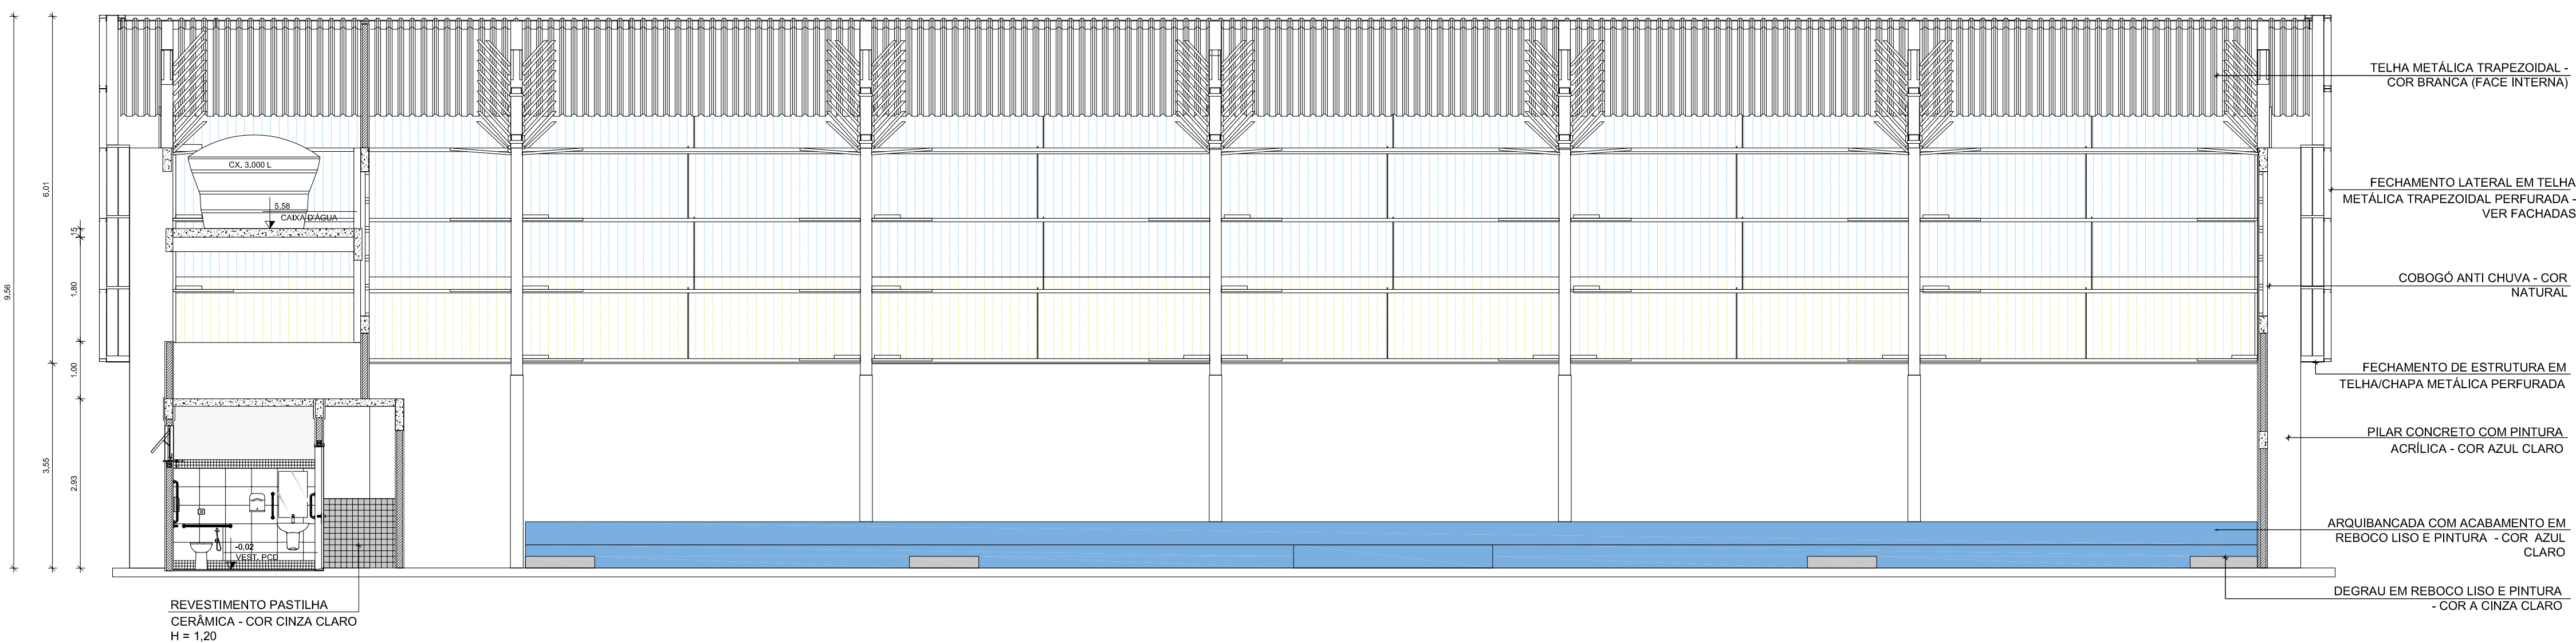 TELHA METÁLICA TRAPEZOIDAL -
COR BRANCA (FACE INTERNA)
CX. 3.000 L
FECHAMENTO LATERAL EM TELHA
METÁLICA TRAPEZOIDAL PERFURADA -
VER FACHADAS
5,58
CAIXA D'ÁGUA
COBOGÓ ANTI CHUVA - COR
NATURAL
9,56
6,01
3,55
15
1,80
1,00
2,93
FECHAMENTO DE ESTRUTURA EM
TELHA/CHAPA METÁLICA PERFURADA
PILAR CONCRETO COM PINTURA
ACRÍLICA - COR AZUL CLARO
-0,02
VEST. PCD
ARQUIBANCADA COM ACABAMENTO EM
REBOCO LISO E PINTURA - COR AZUL
CLARO
DEGRAU EM REBOCO LISO E PINTURA
- COR A CINZA CLARO
REVESTIMENTO PASTILHA
CERÂMICA - COR CINZA CLARO
H = 1,20